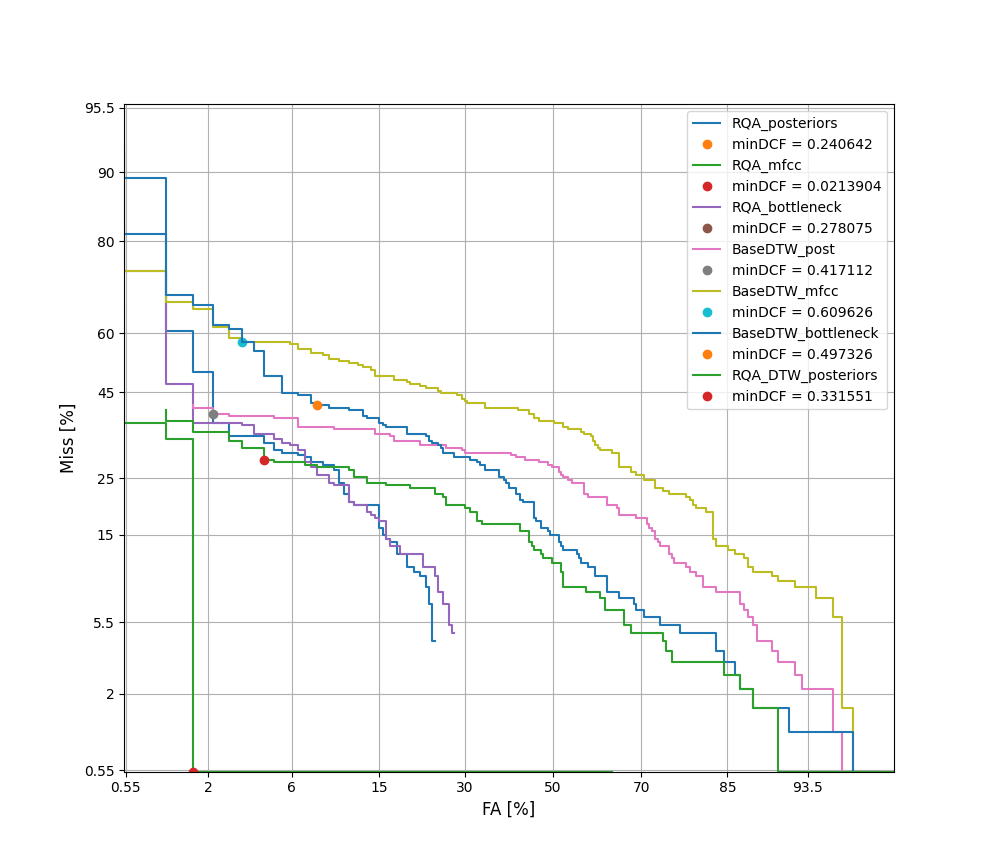 95.5
90
80
60
45
25
15
5.5
2
0.55
Miss [%]
RQA_posteriors
minDCF = 0.240642
RQA_mfcc
minDCF = 0.0213904
RQA_bottleneck
minDCF = 0.278075
BaseDTW_post
minDCF = 0.417112
BaseDTW_mfcc
minDCF = 0.609626
BaseDTW_bottleneck
minDCF = 0.497326
RQA_DTW_posteriors
minDCF = 0.331551
0.55 2 6 15 30 50 70 85 93.5
FA [%]